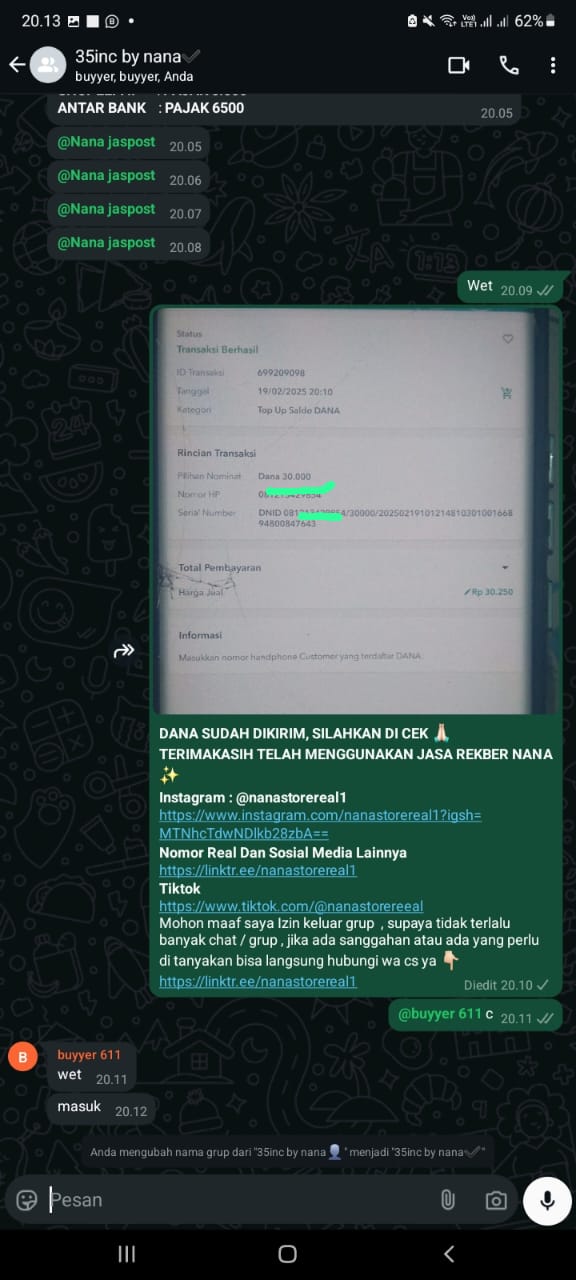 20.13
62%
35inc by nana✔
buyyer, buyyer, Anda
ANTAR BANK : PAJAK 6500
20.05
@Nana jaspost 20.05
@Nana jaspost 20.06
@Nana jaspost 20.07
@Nana jaspost 20.08
Wet 20.09
Status
Transaksi Berhasil
ID Transaksi 699209098
Tanggal 19/02/2025 20:10
Kategori Top Up Saldo DANA
Rincian Transaksi
Pilihan Nominal Dana 30.000
Nomor HP
Serial Number DNID
94800847643
Total Pembayaran
Harga Jual Rp 30.250
Informasi
Masukkan nomor handphone Customer yang terdaftar DANA
DANA SUDAH DIKIRIM, SILAHKAN DI CEK 🙏🏻
TERIMAKASIH TELAH MENGGUNAKAN JASA REKBER NANA
✨
Instagram : @nanastorereal1
https://www.instagram.com/nanastorereal1?igsh=
MTNhcTdwNDlkb28zbA==
Nomor Real Dan Sosial Media Lainnya
https://linktr.ee/nanastorereal1
Tiktok
https://www.tiktok.com/@nanastorereeal
Mohon maaf saya Izin keluar grup , supaya tidak terlalu
banyak chat / grup , jika ada sanggahan atau ada yang perlu
di tanyakan bisa langsung hubungi wa cs ya 👇🏻
https://linktr.ee/nanastorereal1
Diedit 20.10
@buyyer 611 c 20.11
B
buyyer 611
wet 20.11
masuk 20.12
Anda mengubah nama grup dari "35inc by nana👤" menjadi "35inc by nana✔"
Pesan